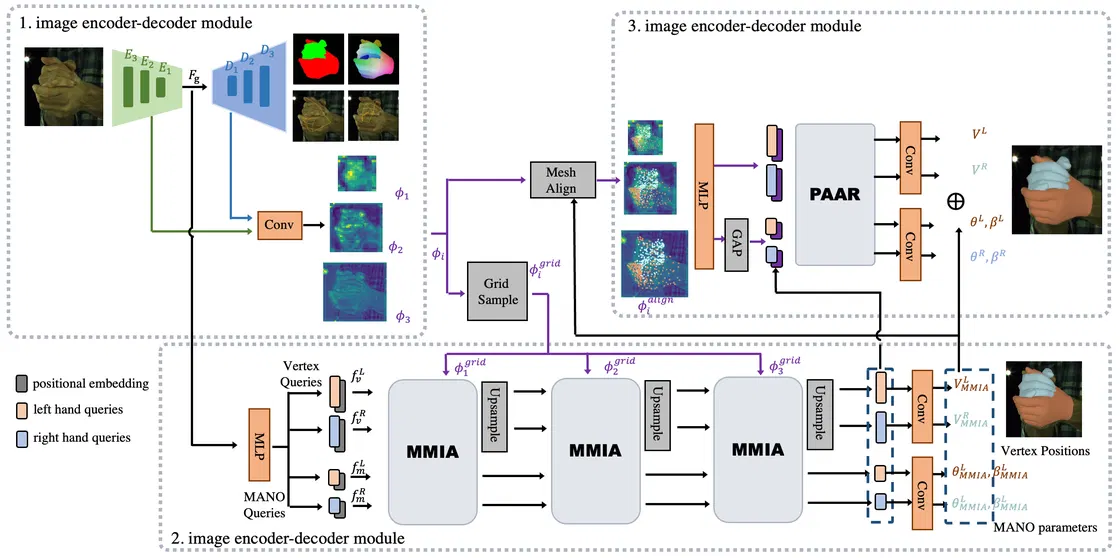 1. image encoder-decoder module
E3 E2 E1
Fg
D1 D2 D3
ϕ1
Conv
ϕ2
ϕ3
ϕi
Mesh
Align
Grid
Sample
ϕi^grid
3. image encoder-decoder module
MLP
GAP
ϕi^align
PAAR
Conv
V^L
V^R
⊕
Conv
θ^L, β^L
θ^R, β^R
positional embedding
left hand queries
right hand queries
MLP
Vertex
Queries
MANO
Queries
fv^L
fv^R
fm^L
fm^R
ϕ1^grid
ϕ2^grid
ϕ3^grid
MMIA
Upsample
MMIA
Upsample
MMIA
Upsample
Conv
V^L_MMIA
V^R_MMIA
Conv
θ^L_MMIA, β^L_MMIA
θ^L_MMIA, β^L_MMIA
Vertex Positions
MANO parameters
2. image encoder-decoder module